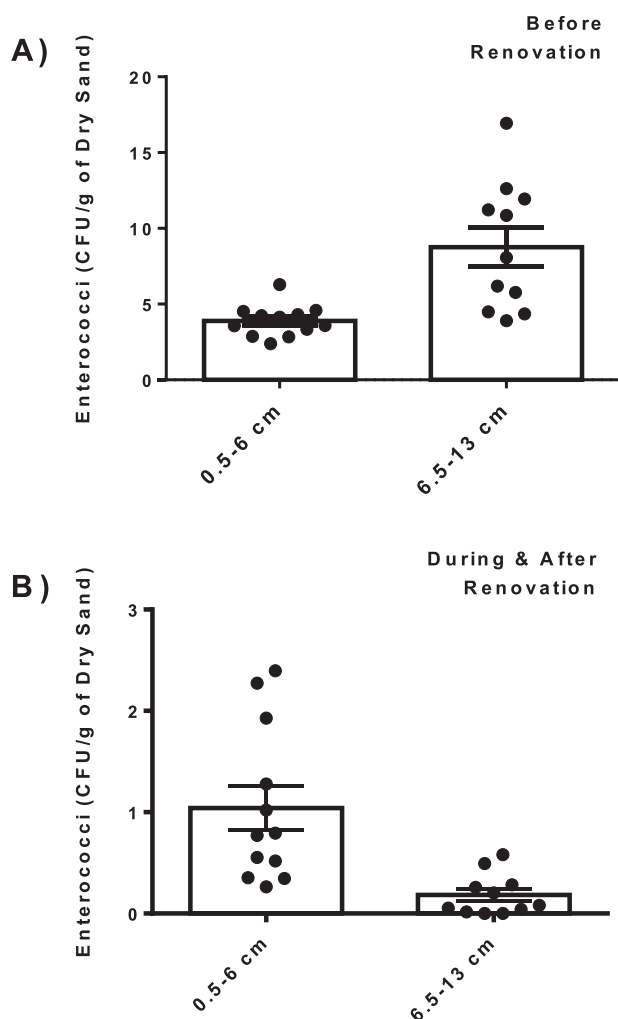 A)
Before
Renovation
Enterococci (CFU/g of Dry Sand)
20
15
10
5
0
0.5-6 cm
6.5-13 cm
B)
During & After
Renovation
Enterococci (CFU/g of Dry Sand)
3
2
1
0
0.5-6 cm
6.5-13 cm